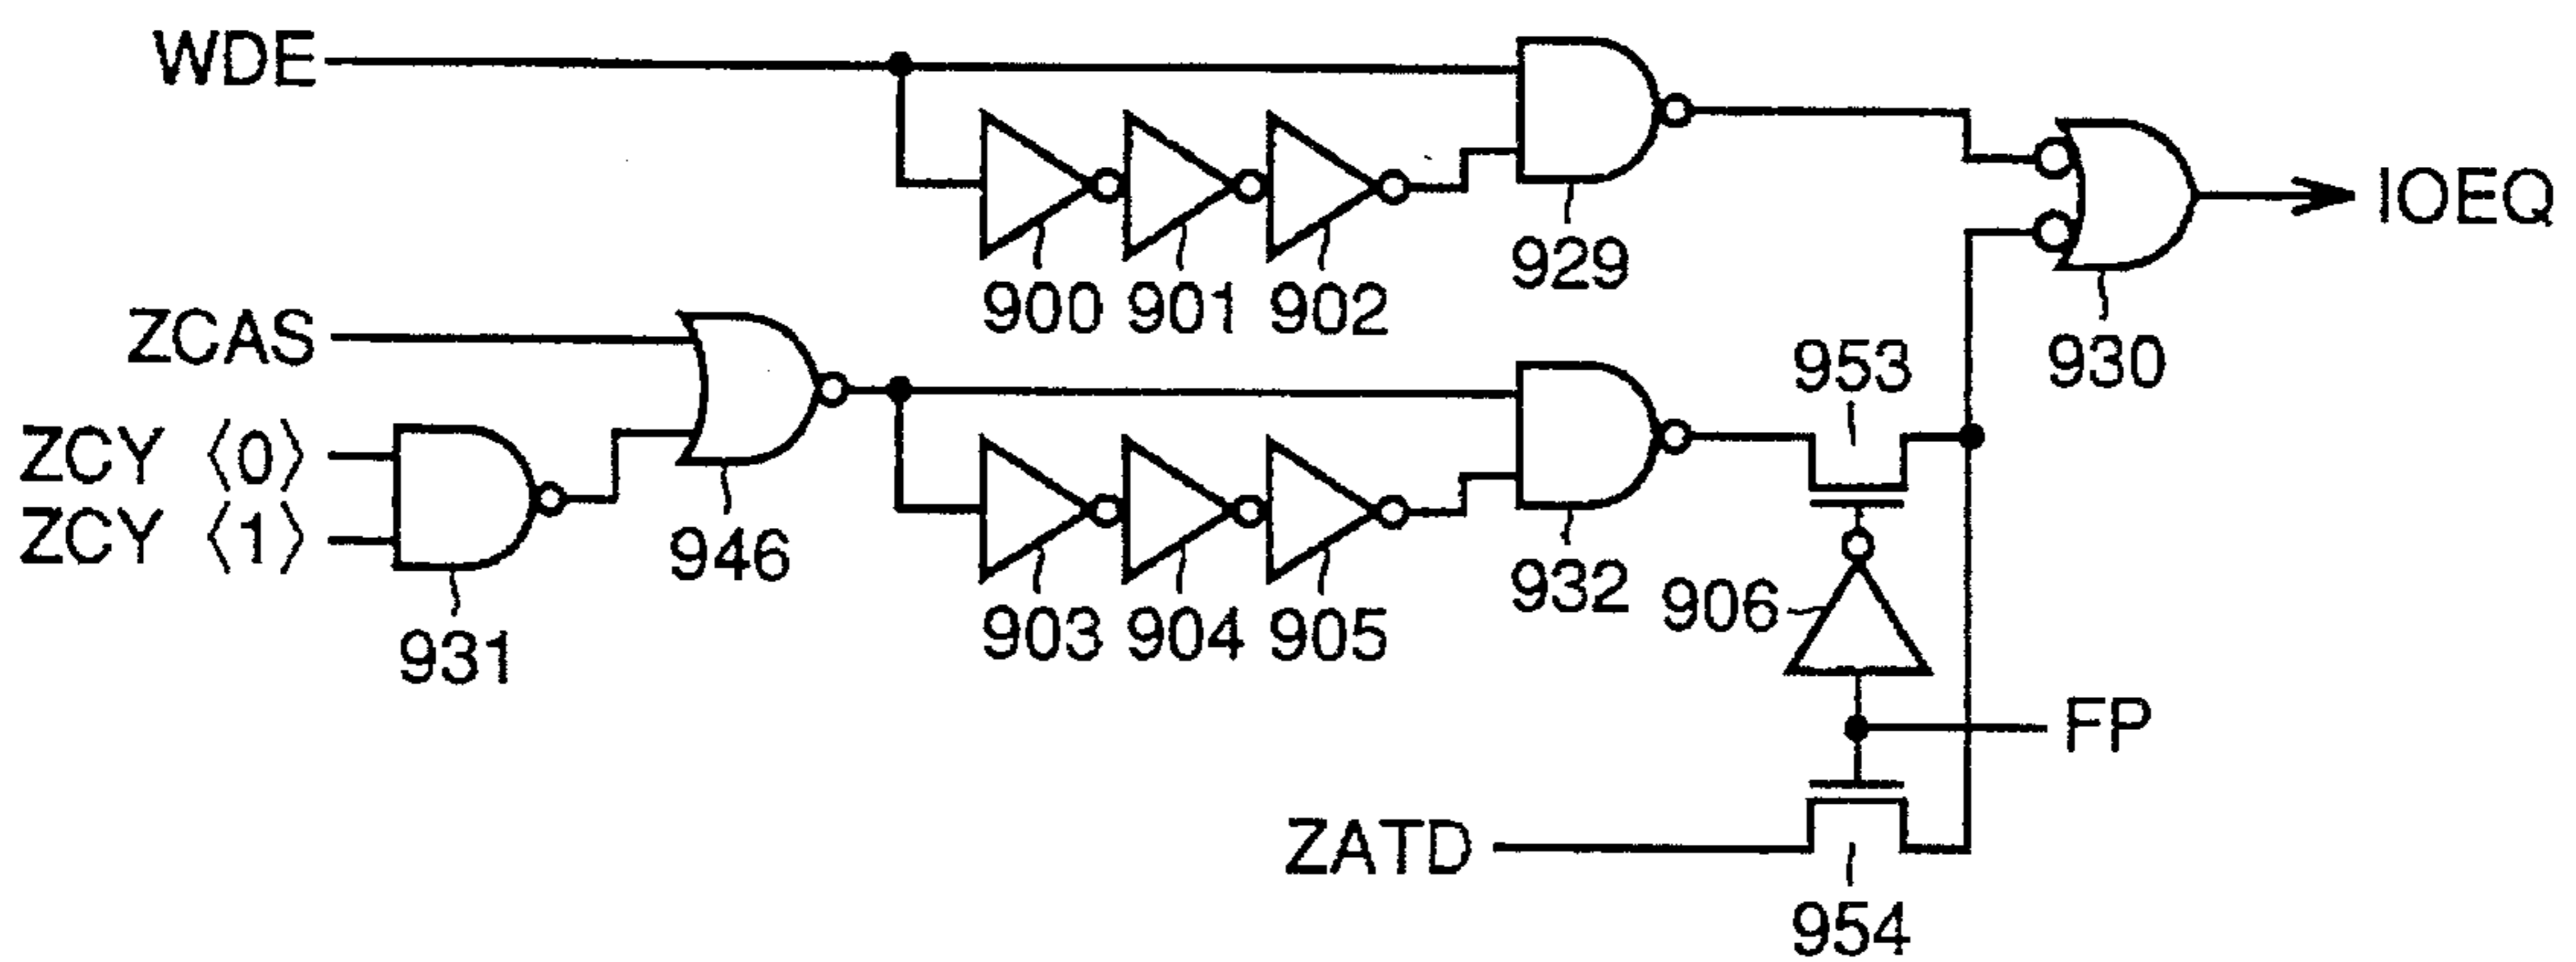 WDE
IOEQ
929
900 901 902
930
ZCAS
953
ZCY ⟨0⟩
ZCY ⟨1⟩
946
932
906
903 904 905
931
FP
ZATD
954